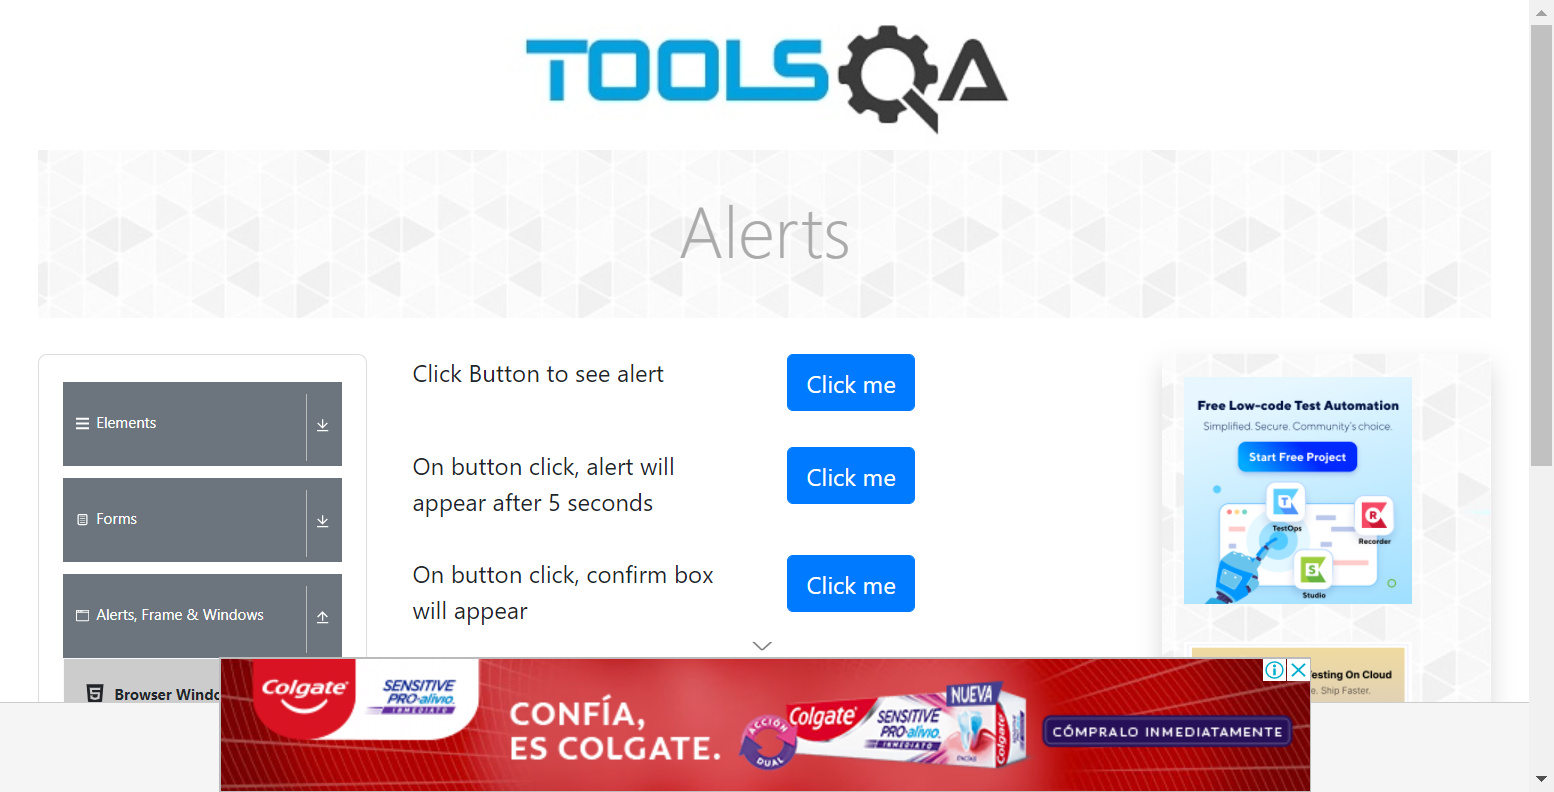 TOOLSQA
Alerts
Elements
Forms
Alerts, Frame & Windows
Browser Windo
Click Button to see alert
Click me
On button click, alert will
appear after 5 seconds
Click me
On button click, confirm box
will appear
Click me
Free Low-code Test Automation
Simplified. Secure. Community's choice.
Start Free Project
TestOps
Recorder
Studio
esting On Cloud
e. Ship Faster.
Colgate
SENSITIVE
PRO-alivio
INMEDIATO
CONFÍA,
ES COLGATE.
ACCIÓN
DUAL
NUEVA
Colgate
SENSITIVE
PRO-alivio
INMEDIATO
Colgate
CÓMPRALO INMEDIATAMENTE